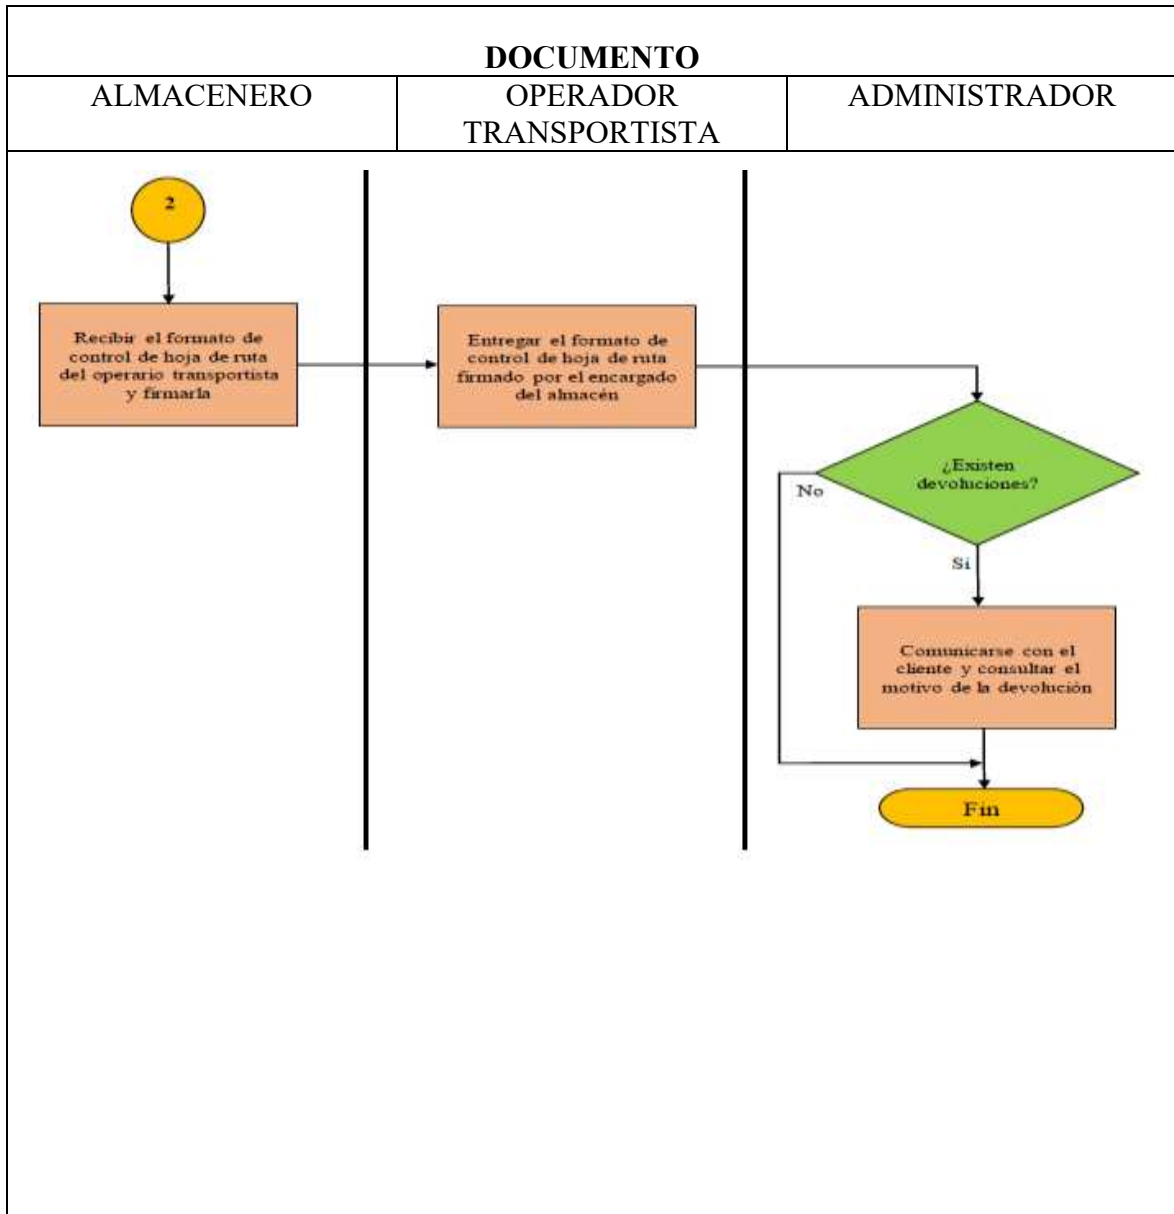 DOCUMENTO
ALMACENERO
OPERADOR
TRANSPORTISTA
ADMINISTRADOR
2
Recibir el formato de
control de hoja de ruta
del operario transportista
y firmarla
Entregar el formato de
control de hoja de ruta
firmado por el encargado
del almacén
¿Existen
devoluciones?
No
Si
Comunicarse con el
cliente y consultar el
motivo de la devolución
Fin